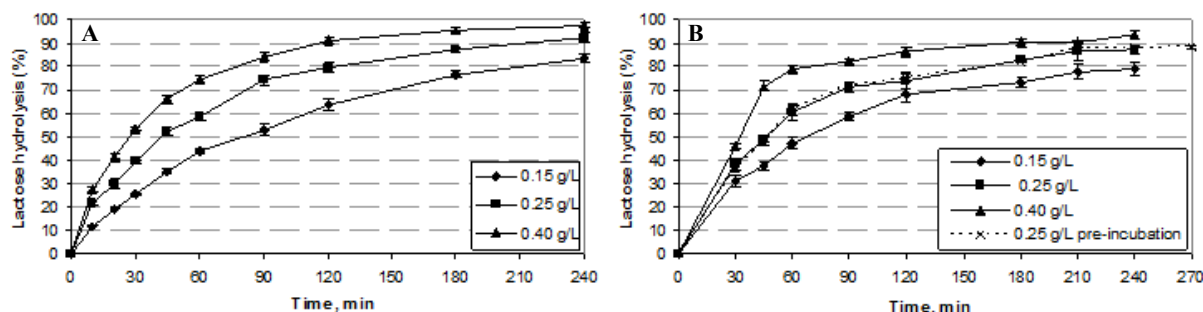 A
Lactose hydrolysis (%)
100
90
80
70
60
50
40
30
20
10
0
0 30 60 90 120 150 180 210 240
Time, min
0.15 g/L
0.25 g/L
0.40 g/L
B
Lactose hydrolysis (%)
100
90
80
70
60
50
40
30
20
10
0
0 30 60 90 120 150 180 210 240 270
Time, min
0.15 g/L
0.25 g/L
0.40 g/L
0.25 g/L pre-incubation